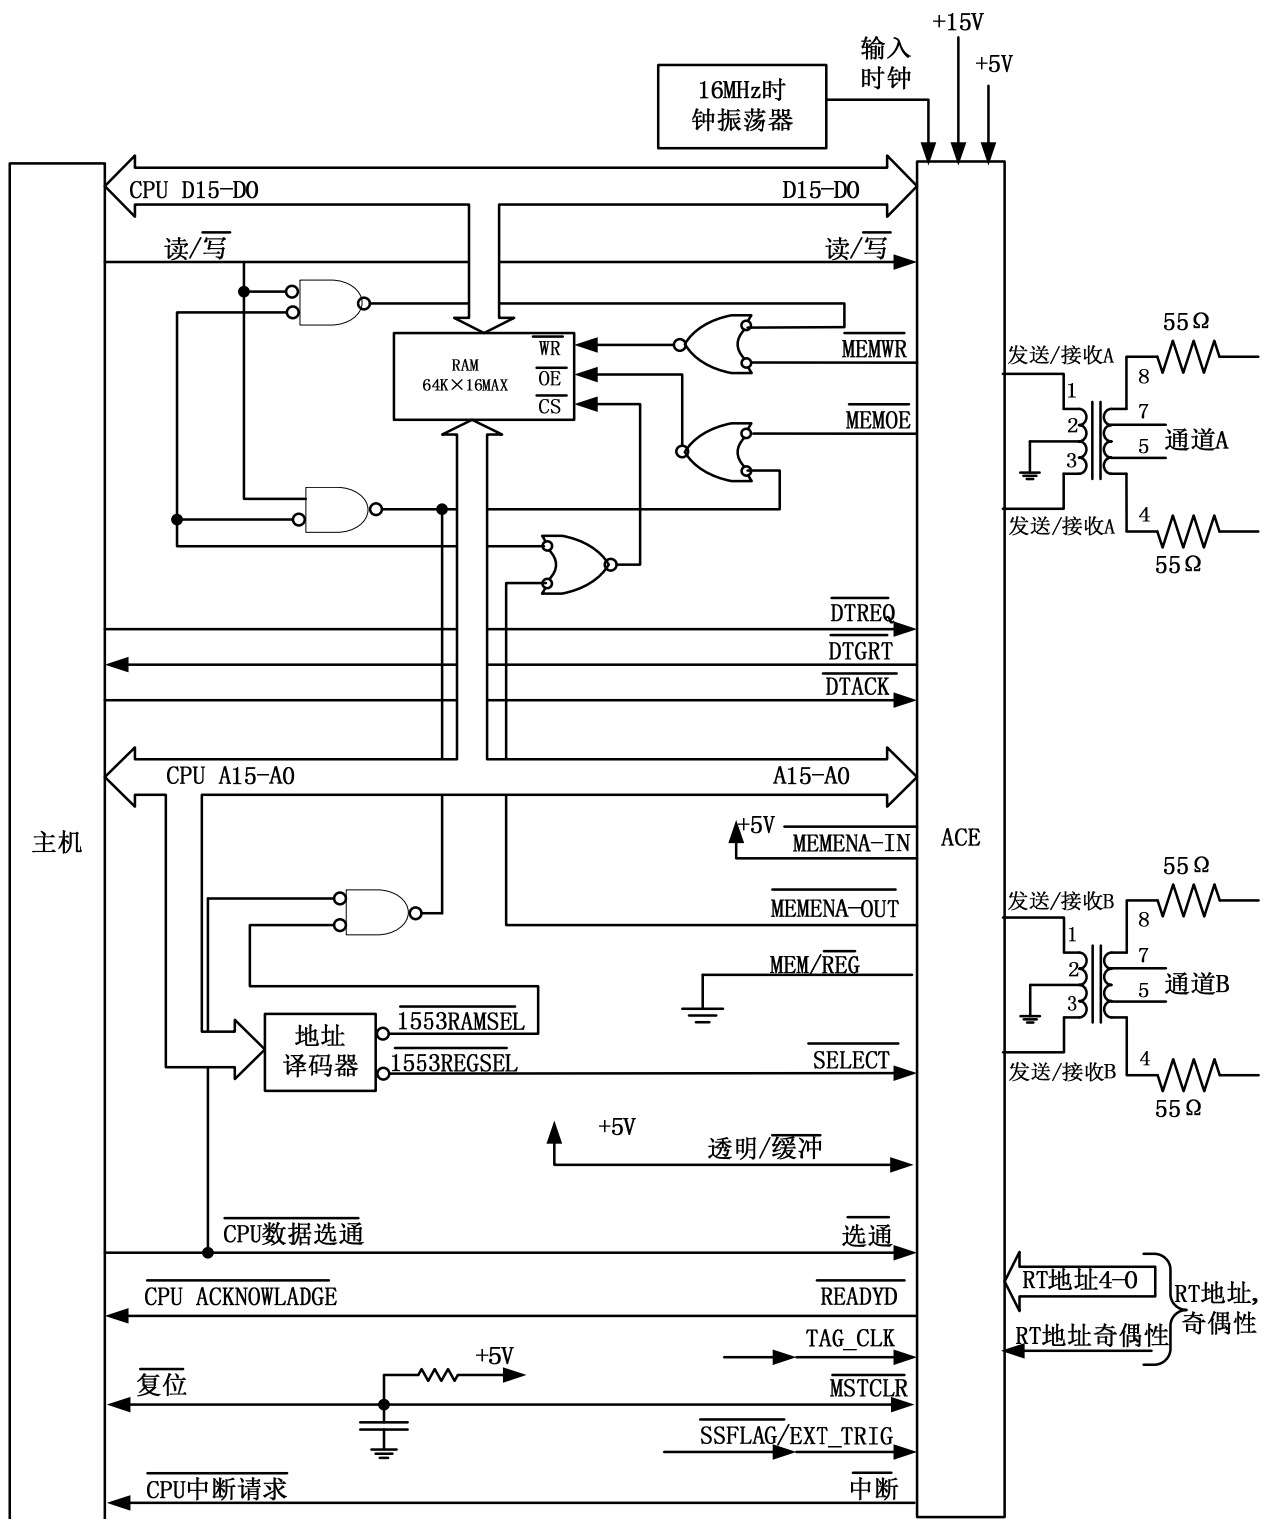 +15V
输入
时钟
+5V
16MHz时
钟振荡器
CPU D15-D0
D15-D0
读/写
读/写
RAM
64K×16MAX
WR
OE
CS
MEMWR
MEMOE
发送/接收A
55Ω
1
8
2
7
通道A
3
5
4
发送/接收A
55Ω
DTREQ
DTGRT
DTACK
CPU A15-A0
A15-A0
主机
ACE
+5V
MEMENA-IN
MEMENA-OUT
MEM/REG
发送/接收B
55Ω
1
8
2
7
通道B
3
5
4
发送/接收B
55Ω
地址
译码器
1553RAMSEL
1553REGSEL
SELECT
+5V
透明/缓冲
CPU数据选通
选通
RT地址4-0
RT地址,
奇偶性
RT地址奇偶性
CPU ACKNOWLADGE
READYD
TAG_CLK
+5V
复位
MSTCLR
SSFLAG/EXT_TRIG
CPU中断请求
中断